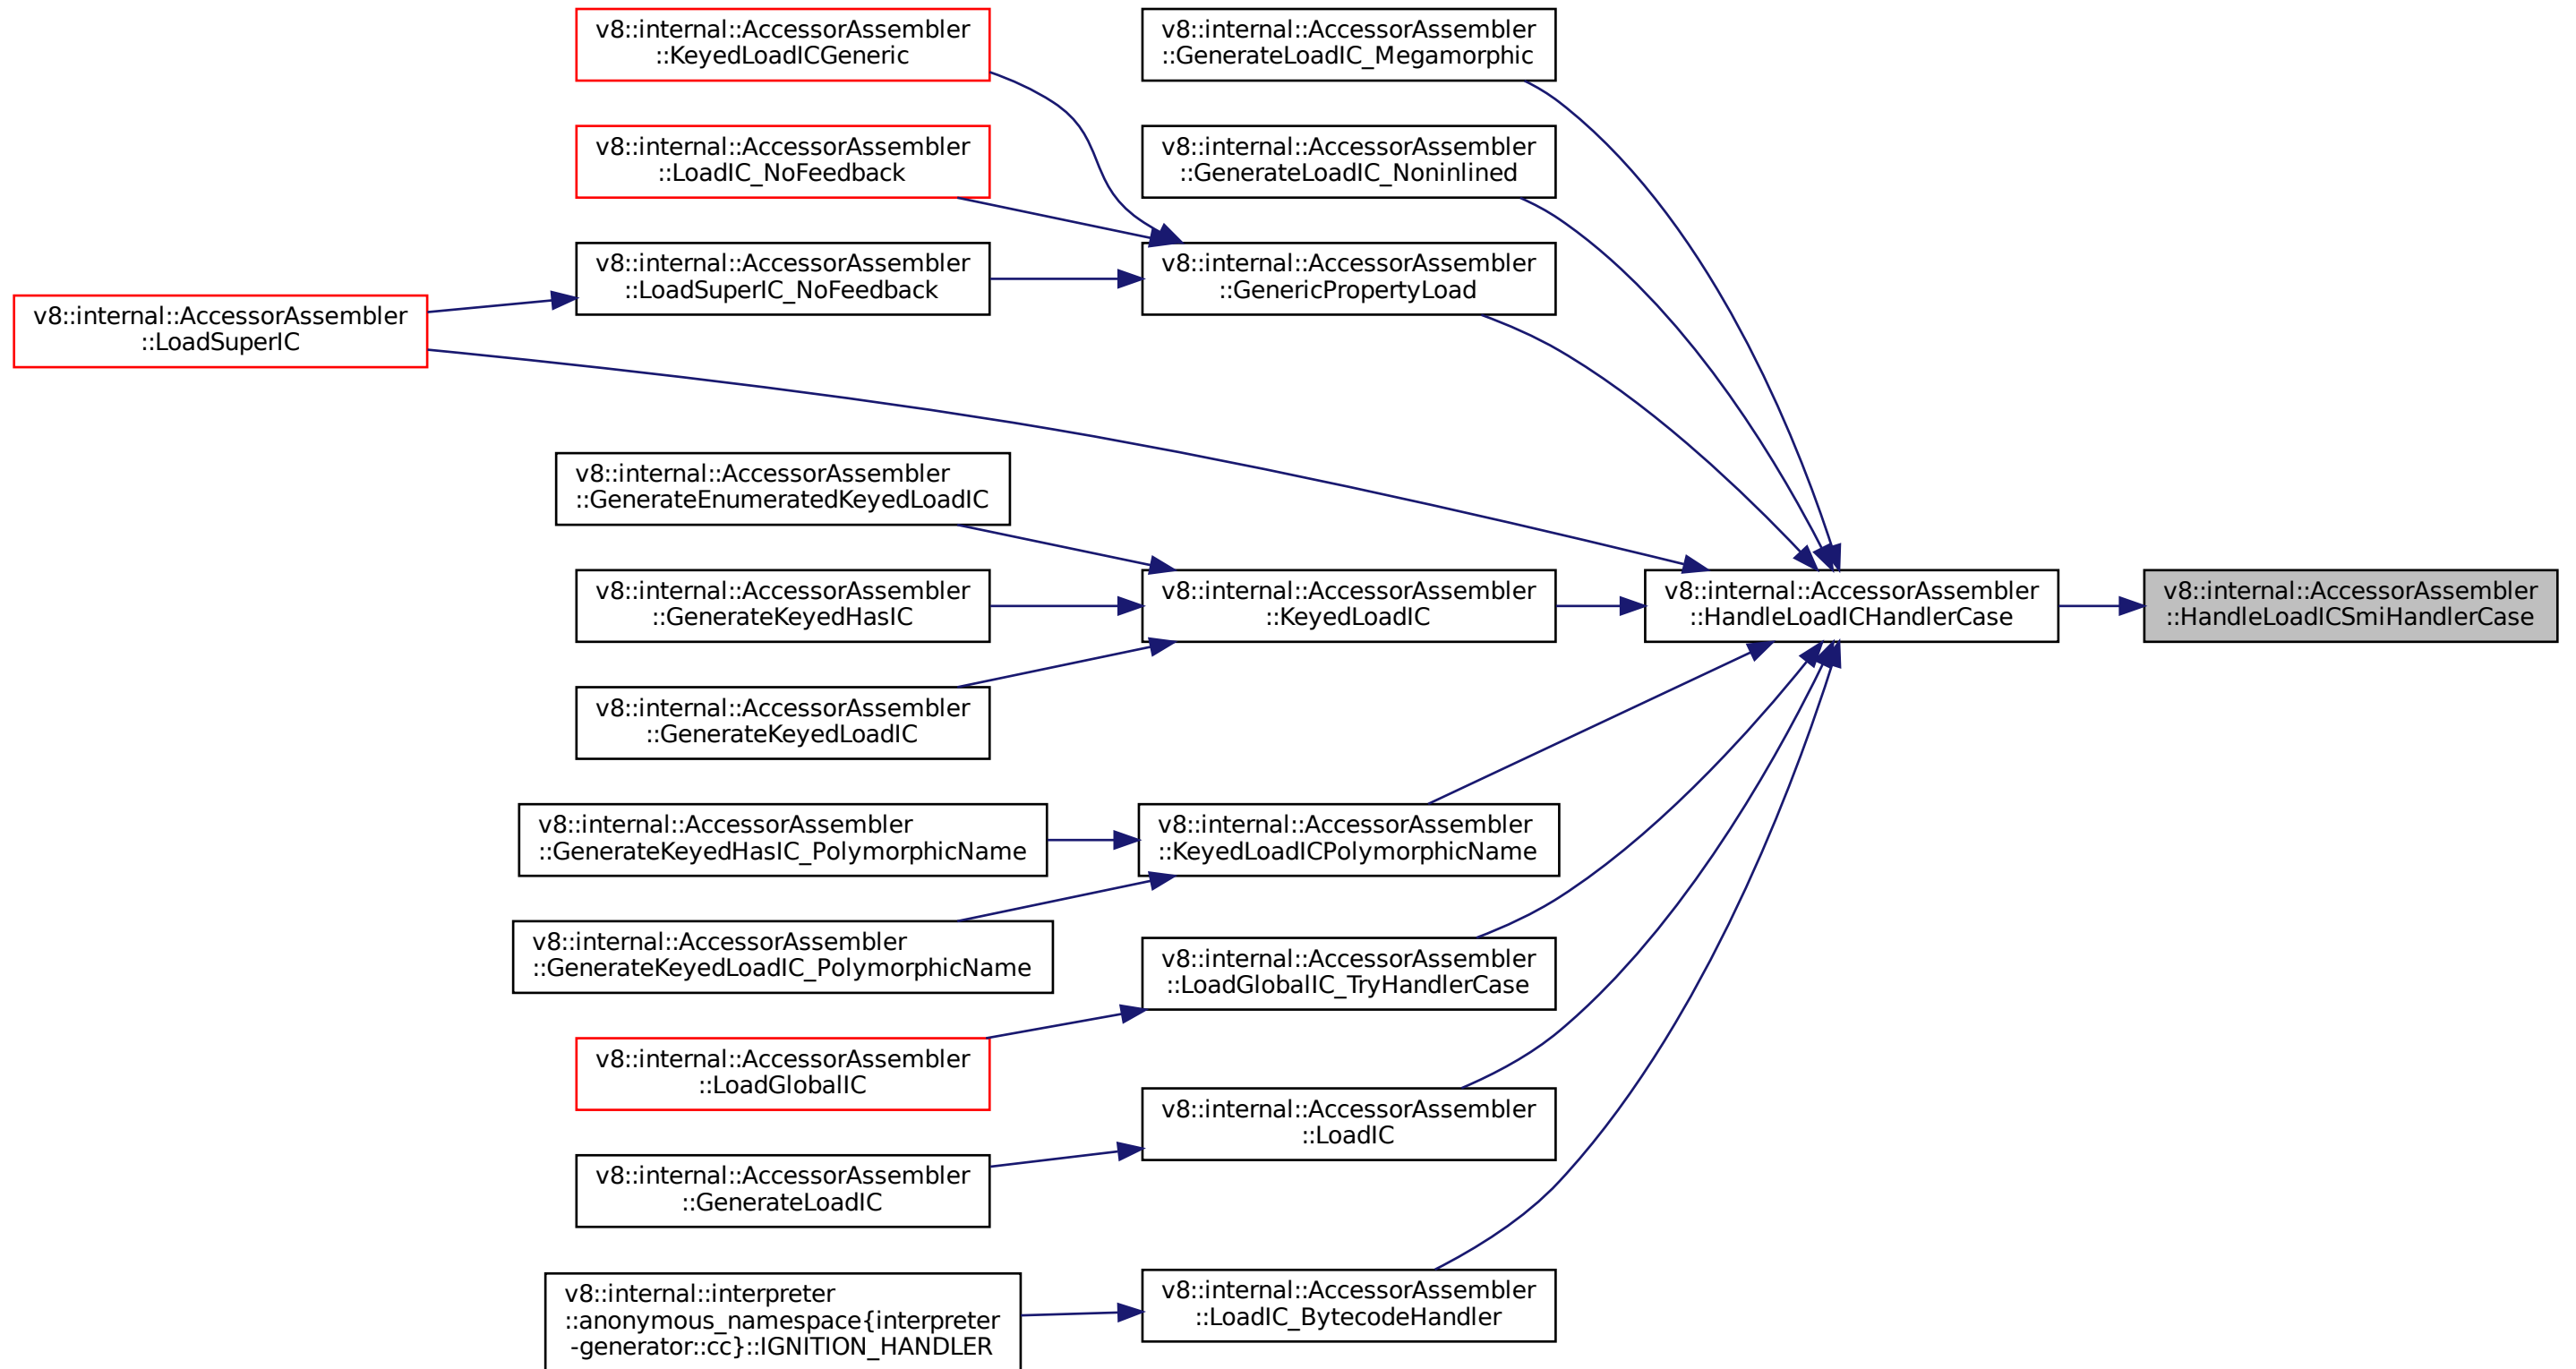 v8::internal::AccessorAssembler
::KeyedLoadICGeneric
v8::internal::AccessorAssembler
::GenerateLoadIC_Megamorphic
v8::internal::AccessorAssembler
::LoadIC_NoFeedback
v8::internal::AccessorAssembler
::GenerateLoadIC_Noninlined
v8::internal::AccessorAssembler
::LoadSuperIC_NoFeedback
v8::internal::AccessorAssembler
::GenericPropertyLoad
v8::internal::AccessorAssembler
::LoadSuperIC
v8::internal::AccessorAssembler
::GenerateEnumeratedKeyedLoadIC
v8::internal::AccessorAssembler
::GenerateKeyedHasIC
v8::internal::AccessorAssembler
::KeyedLoadIC
v8::internal::AccessorAssembler
::HandleLoadICHandlerCase
v8::internal::AccessorAssembler
::HandleLoadICSmiHandlerCase
v8::internal::AccessorAssembler
::GenerateKeyedLoadIC
v8::internal::AccessorAssembler
::GenerateKeyedHasIC_PolymorphicName
v8::internal::AccessorAssembler
::KeyedLoadICPolymorphicName
v8::internal::AccessorAssembler
::GenerateKeyedLoadIC_PolymorphicName
v8::internal::AccessorAssembler
::LoadGlobalIC_TryHandlerCase
v8::internal::AccessorAssembler
::LoadGlobalIC
v8::internal::AccessorAssembler
::LoadIC
v8::internal::AccessorAssembler
::GenerateLoadIC
v8::internal::AccessorAssembler
::LoadIC_BytecodeHandler
v8::internal::interpreter
::anonymous_namespace{interpreter
-generator::cc}::IGNITION_HANDLER